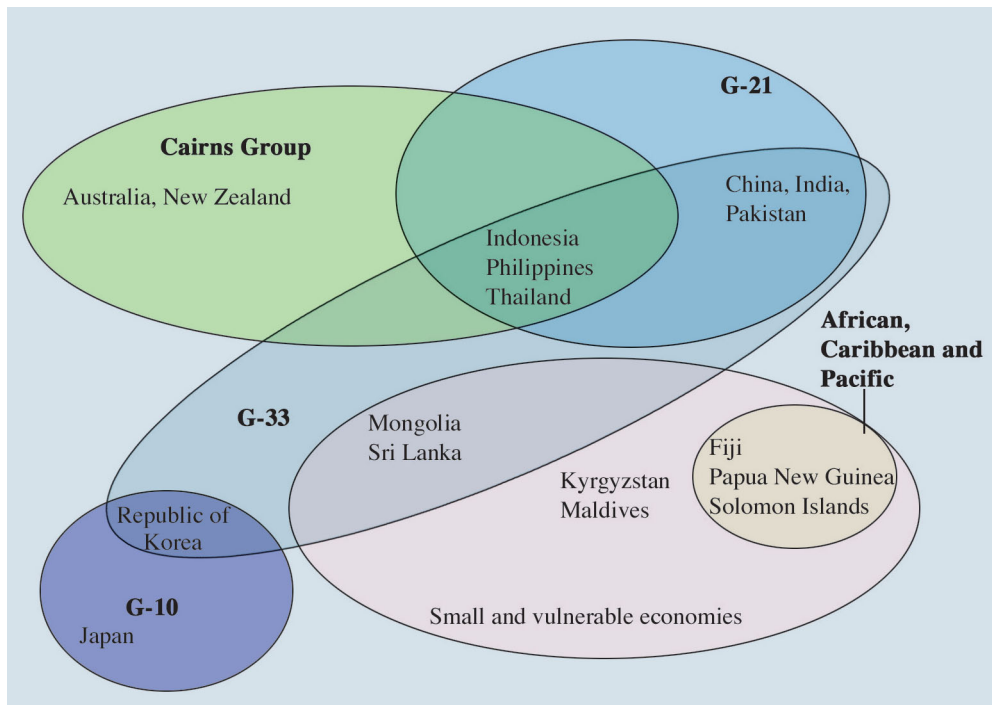 G-21
Cairns Group
Australia, New Zealand
China, India,
Pakistan
Indonesia
Philippines
Thailand
African,
Caribbean and
Pacific
G-33
Mongolia
Sri Lanka
Fiji
Papua New Guinea
Solomon Islands
Kyrgyzstan
Maldives
Republic of
Korea
G-10
Japan
Small and vulnerable economies